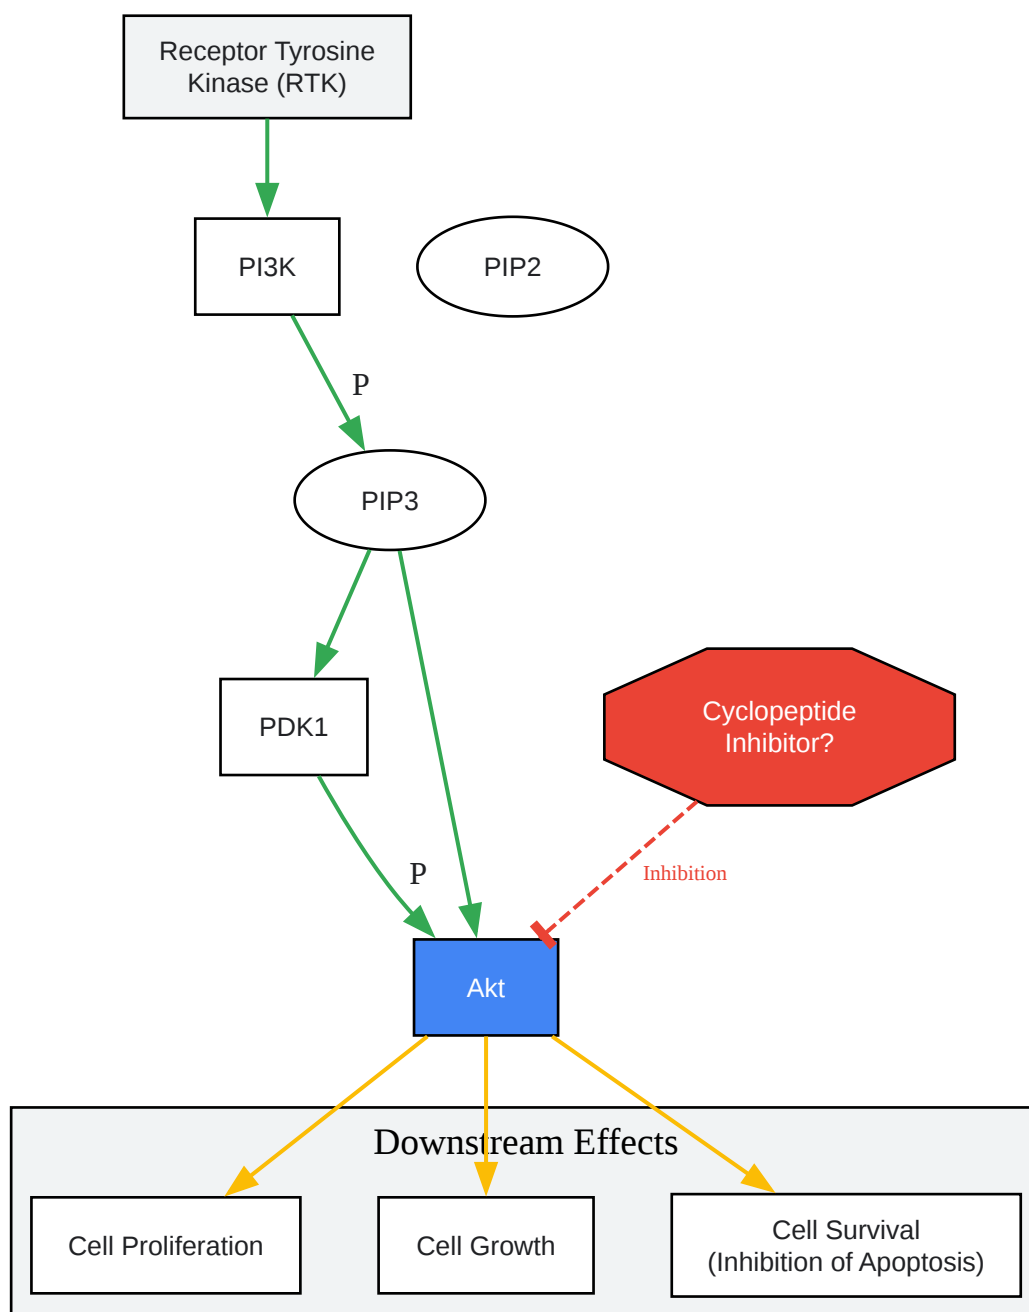 Receptor Tyrosine
Kinase (RTK)
PI3K
PIP2
P
PIP3
PDK1
Cyclopeptide
Inhibitor?
P
Inhibition
Akt
Downstream Effects
Cell Proliferation
Cell Growth
Cell Survival
(Inhibition of Apoptosis)